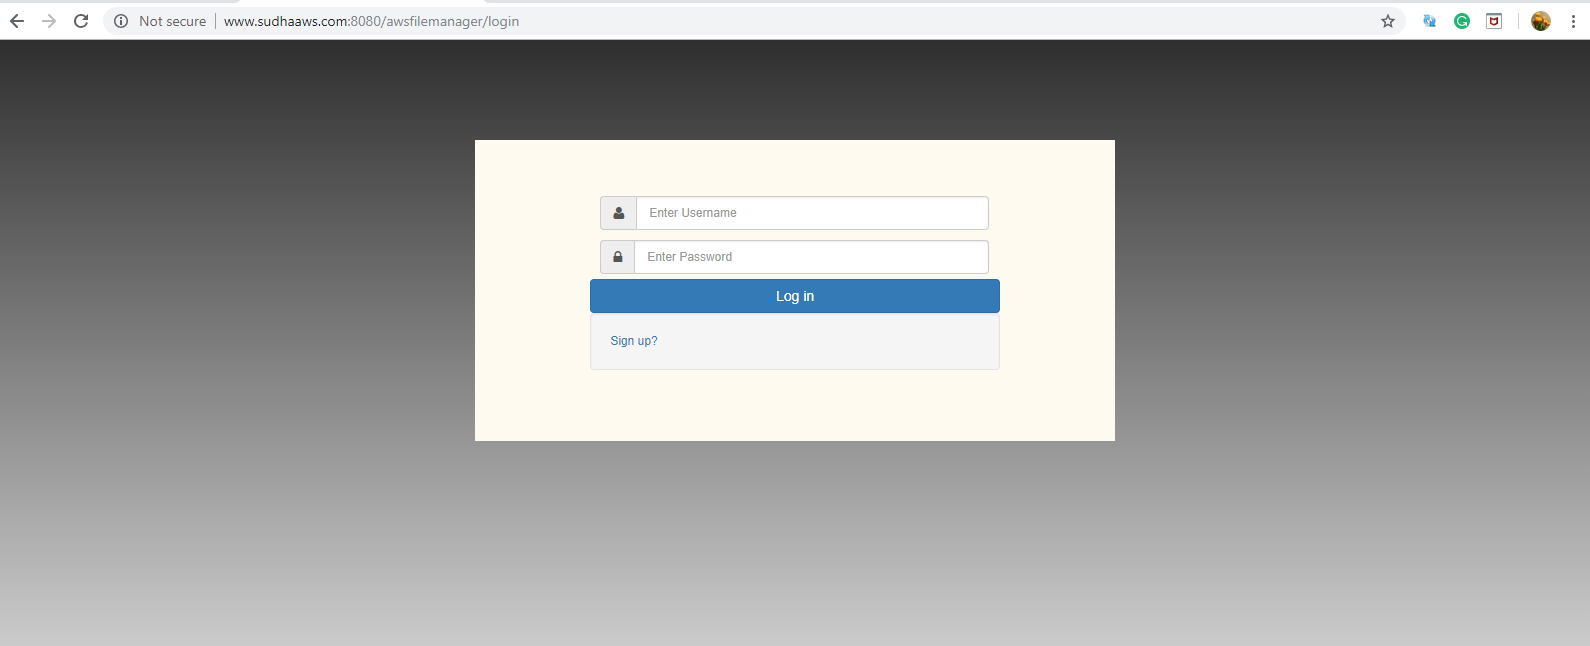 Not secure www.sudhaaws.com:8080/awsfilemanager/login
Enter Username
Enter Password
Log in
Sign up?